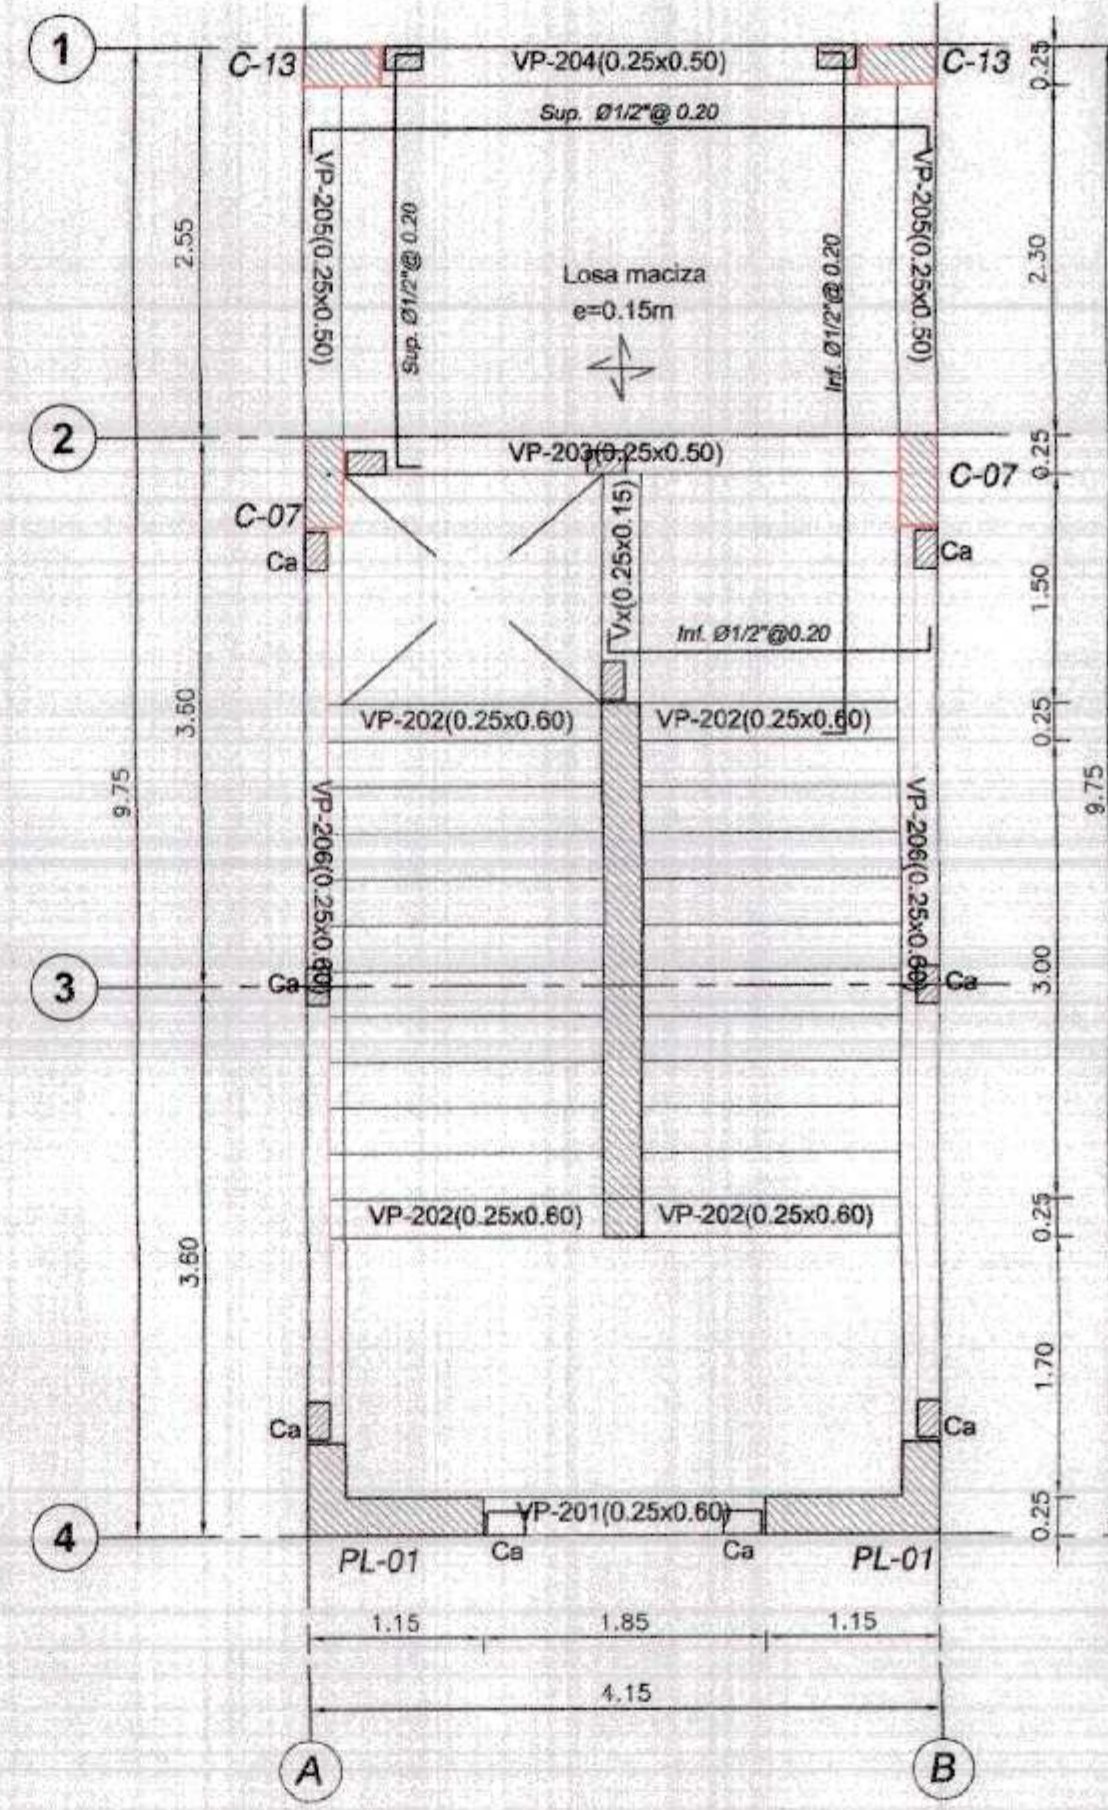 1
C-13
VP-204(0.25x0.50)
C-13
0.25
Sup. Ø1/2"@ 0.20
VP-205(0.25x0.50)
Sup. Ø1/2"@ 0.20
Losa maciza
e=0.15m
Inf. Ø1/2"@ 0.20
VP-205(0.25x0.50)
2.55
2.30
2
VP-203(0.25x0.50)
C-07
0.25
C-07
Ca
Vx(0.25x0.15)
Ca
1.50
Inf. Ø1/2"@0.20
3.60
VP-202(0.25x0.60)
VP-202(0.25x0.60)
0.25
9.75
9.75
VP-206(0.25x0.60)
VP-206(0.25x0.60)
3
Ca
Ca
3.00
VP-202(0.25x0.60)
VP-202(0.25x0.60)
0.25
3.60
1.70
Ca
Ca
4
VP-201(0.25x0.60)
0.25
PL-01
Ca
Ca
PL-01
1.15
1.85
1.15
4.15
A
B